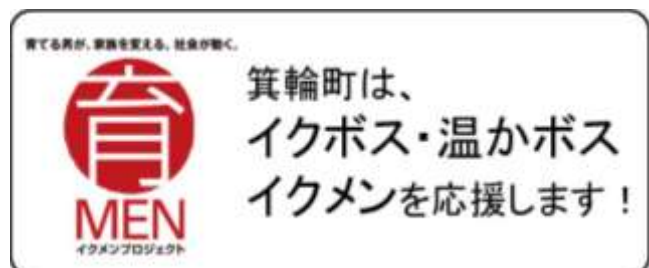 育てる男が、家族を変える。社会が動く。
育
MEN
イクメンプロジェクト
箕輪町は、
イクボス・温かボス
イクメンを応援します！